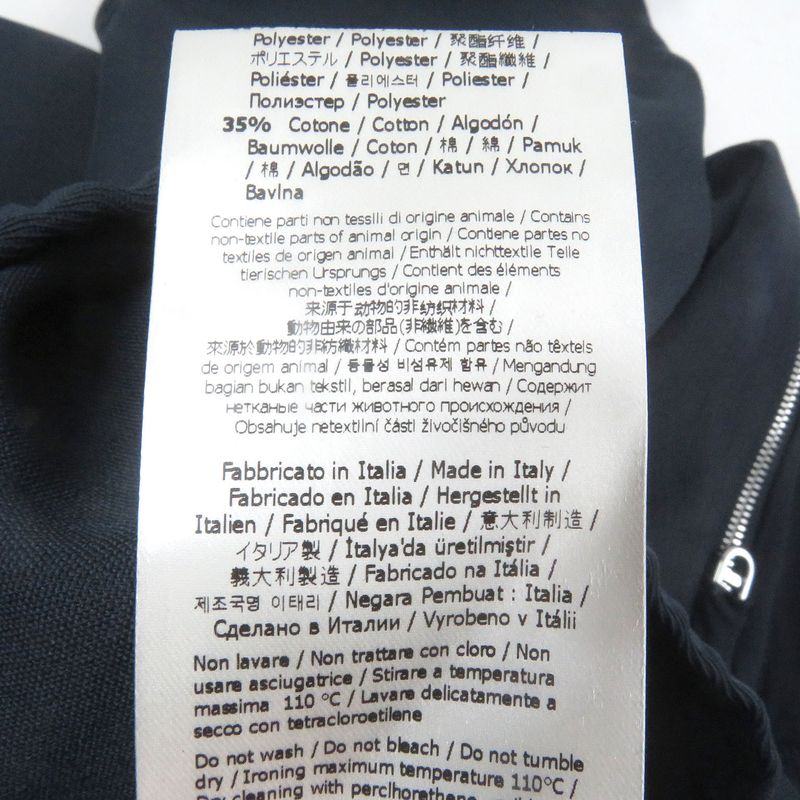 Polyester / Polyester / 聚酯纤维 /
ポリエステル / Polyester / 聚酯纖維 /
Poliéster / 폴리에스터 / Poliester /
Полиэстер / Polyester
35% Cotone / Cotton / Algodón /
Baumwolle / Coton / 棉 / 綿 / Pamuk
/ 棉 / Algodão / 면 / Katun / Хлопок /
Bavlna
Contiene parti non tessili di origine animale / Contains
non-textile parts of animal origin / Contiene partes no
textiles de origen animal / Enthält nichttextile Teile
tierischen Ursprungs / Contient des éléments
non-textiles d'origine animale /
来源于动物的非纺织材料 /
動物由来の部品(非繊維)を含む /
來源於動物的非紡織材料 / Contém partes não têxteis
de origem animal / 동물성 비섬유제 함유 / Mengandung
bagian bukan tekstil, berasal dari hewan / Содержит
нетканые части животного происхождения /
Obsahuje netextilní části živočišného původu
Fabbricato in Italia / Made in Italy /
Fabricado en Italia / Hergestellt in
Italien / Fabriqué en Italie / 意大利制造 /
イタリア製 / İtalya'da üretilmiştir /
義大利製造 / Fabricado na Itália /
제조국명 이태리 / Negara Pembuat : Italia /
Сделано в Италии / Vyrobeno v Itálii
Non lavare / Non trattare con cloro / Non
usare asciugatrice / Stirare a temperatura
massima 110 °C / Lavare delicatamente a
secco con tetracloroetilene
Do not wash / Do not bleach / Do not tumble
dry / Ironing maximum temperature 110°C /
Dry cleaning with perclhorethene